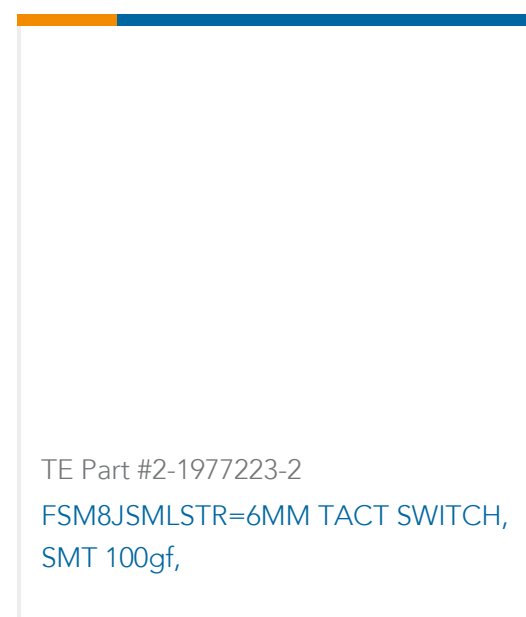 TE Part #2-1977223-2
FSM8JSMLSTR=6MM TACT SWITCH,
SMT 100gf,